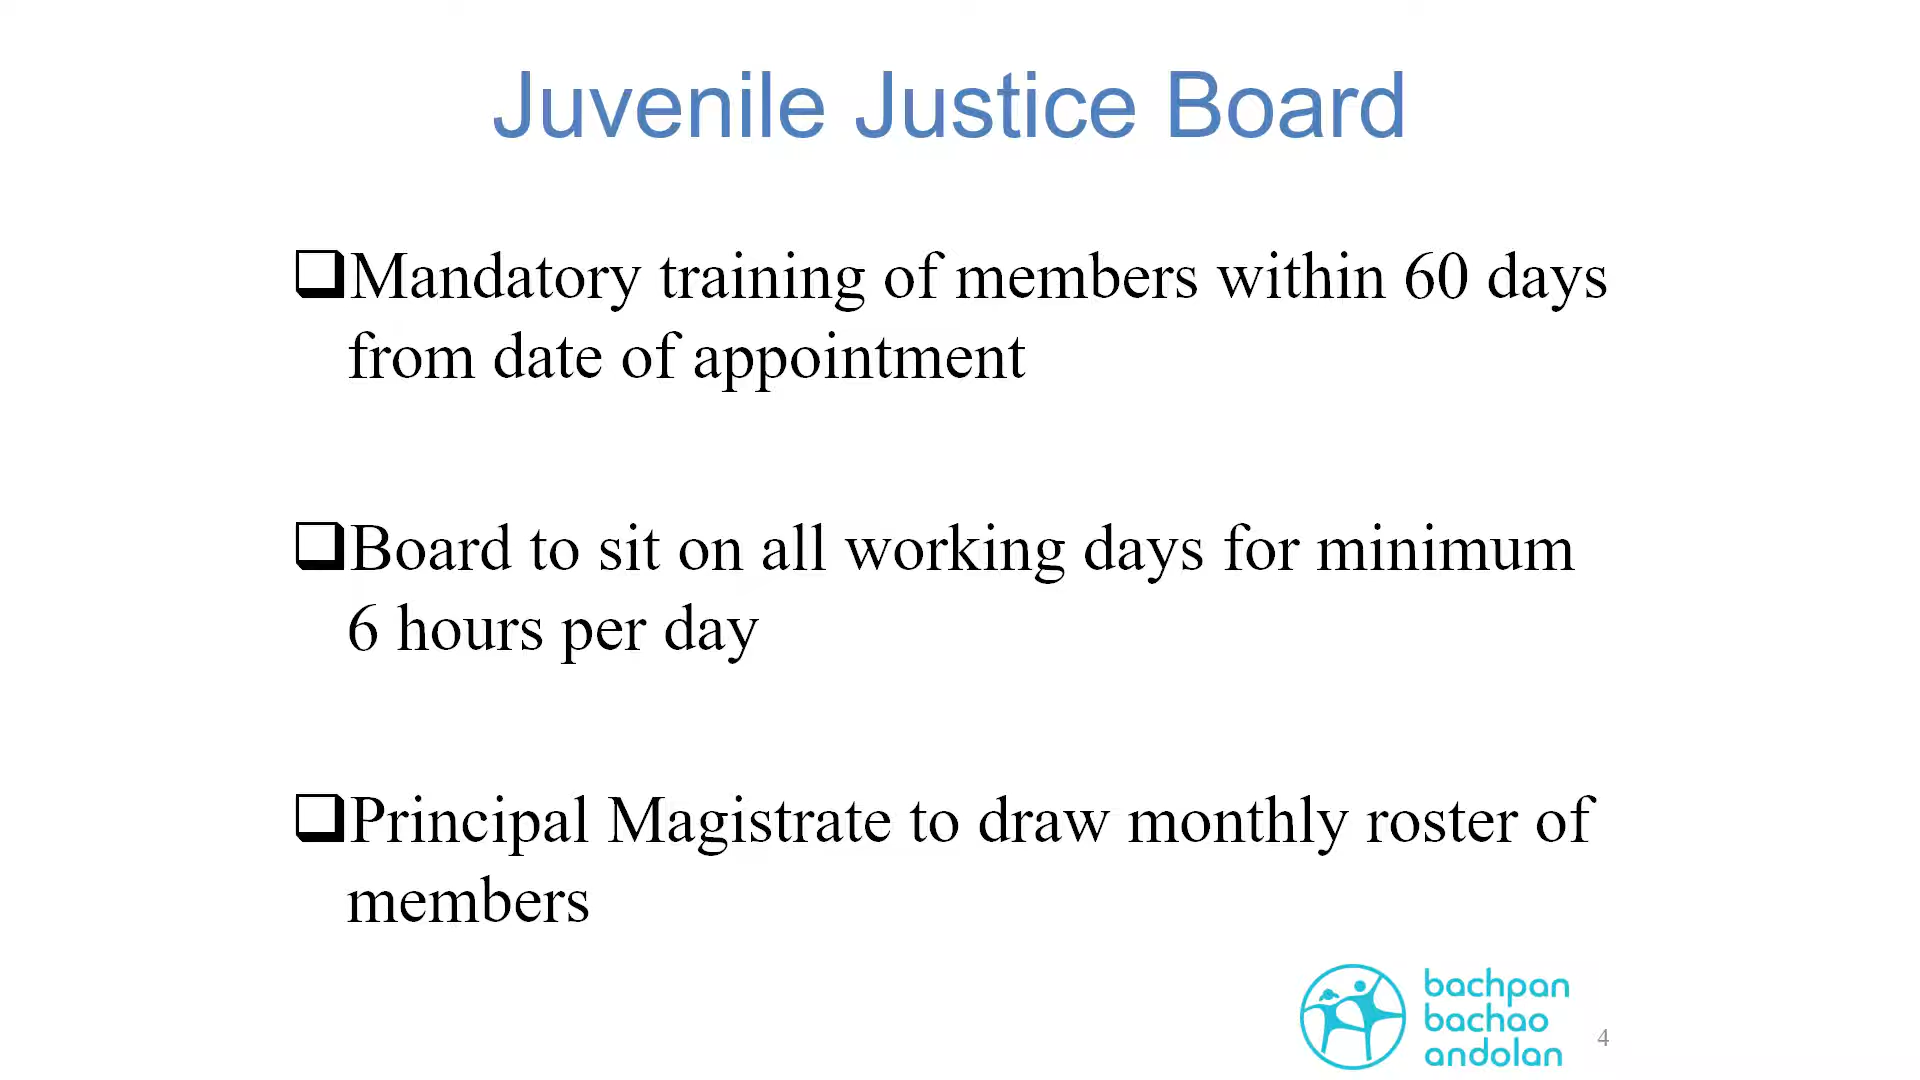 Juvenile Justice Board
Mandatory training of members within 60 days
from date of appointment
Board to sit on all working days for minimum
6 hours per day
Principal Magistrate to draw monthly roster of
members
bachpan
bachao
andolan
4